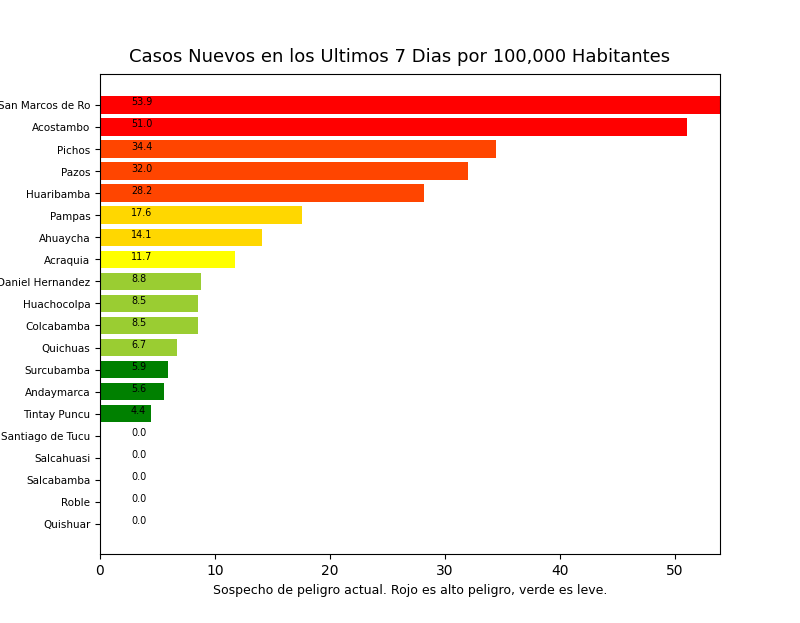 Casos Nuevos en los Ultimos 7 Dias por 100,000 Habitantes
San Marcos de Ro 53.9
Acostambo 51.0
Pichos 34.4
Pazos 32.0
Huaribamba 28.2
Pampas 17.6
Ahuaycha 14.1
Acraquia 11.7
Daniel Hernandez 8.8
Huachocolpa 8.5
Colcabamba 8.5
Quichuas 6.7
Surcubamba 5.9
Andaymarca 5.6
Tintay Puncu 4.4
Santiago de Tucu 0.0
Salcahuasi 0.0
Salcabamba 0.0
Roble 0.0
Quishuar 0.0
0 10 20 30 40 50
Sospecho de peligro actual. Rojo es alto peligro, verde es leve.